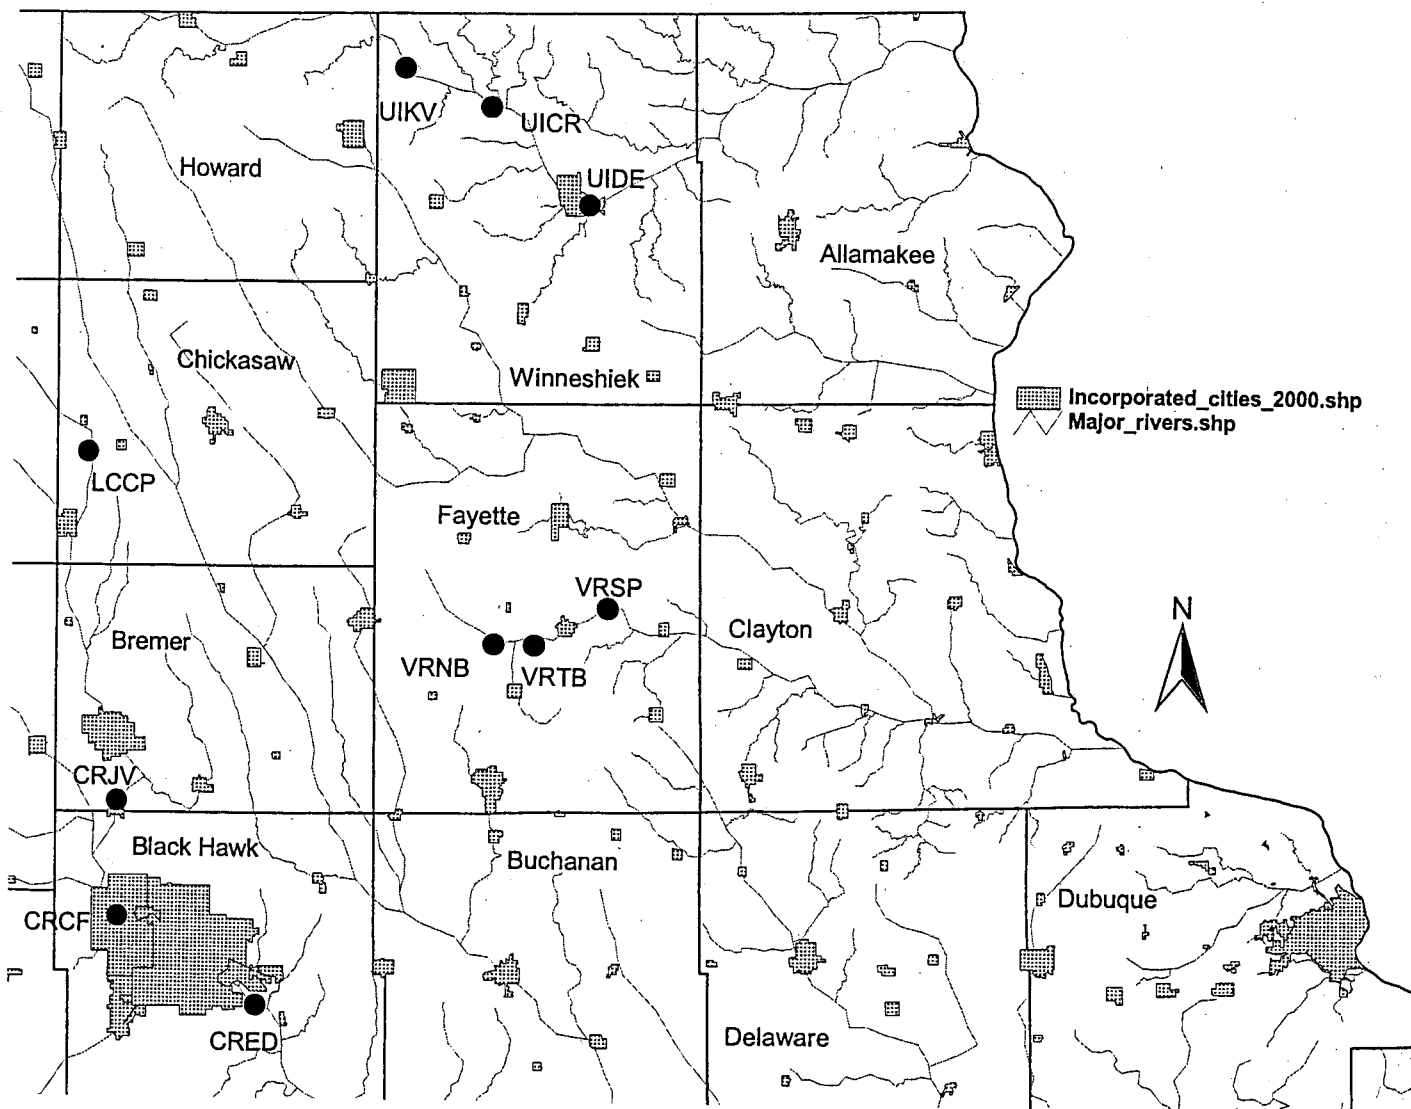 UIKV
UICR
Howard
UIDE
Allamakee
Chickasaw
Winneshiek
Incorporated_cities_2000.shp
Major_rivers.shp
LCCP
Fayette
VRSP
N
Bremer
Clayton
VRNB
VRTB
CRJV
Black Hawk
Buchanan
Dubuque
CRCF
CRED
Delaware